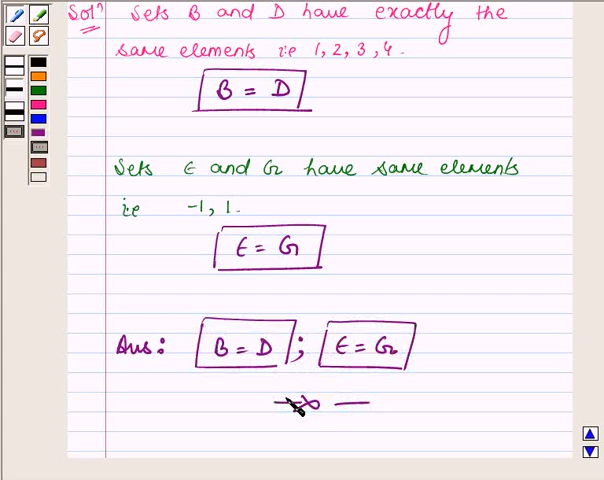 Solⁿ Sets B and D have exactly the
same elements ie 1, 2, 3, 4.
B = D
Sets E and G have same elements
ie -1, 1.
E = G
Ans: B = D ; E = G